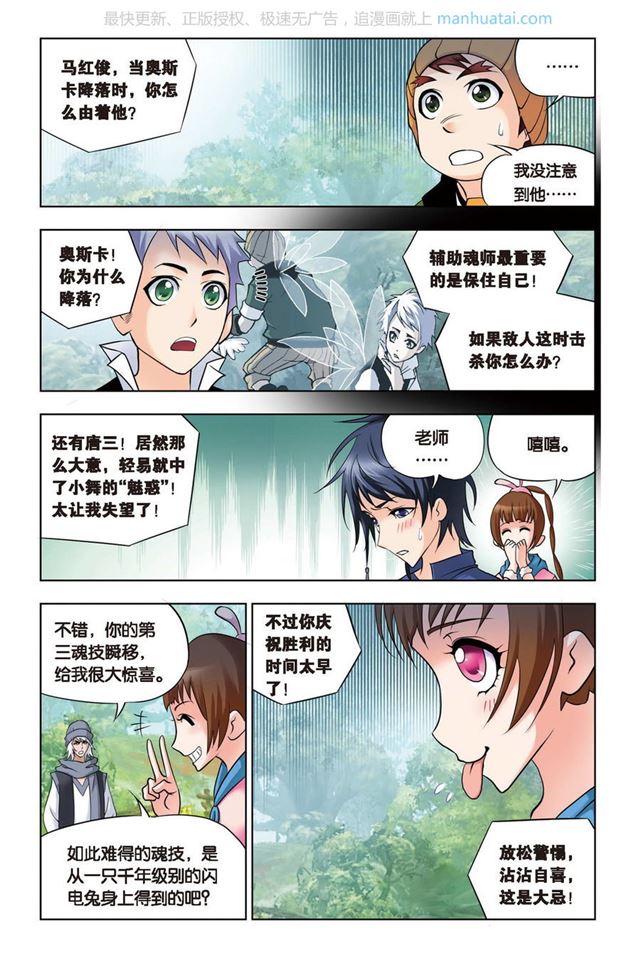 最快更新、正版授权、极速无广告，追漫画就上 manhuatai.com
马红俊，当奥斯
卡降落时，你怎
么由着他？
……
我没注意
到他……
奥斯卡！
你为什么
降落？
辅助魂师最重要
的是保住自己！
如果敌人这时击
杀你怎么办？
还有唐三！居然那
么大意，轻易就中
了小舞的“魅惑”！
太让我失望了！
老师
……
嘻嘻。
不错，你的第
三魂技瞬移，
给我很大惊喜。
如此难得的魂技，是
从一只千年级别的闪
电兔身上得到的吧？
不过你庆
祝胜利的
时间太早
了！
放松警惕，
沾沾自喜，
这是大忌！